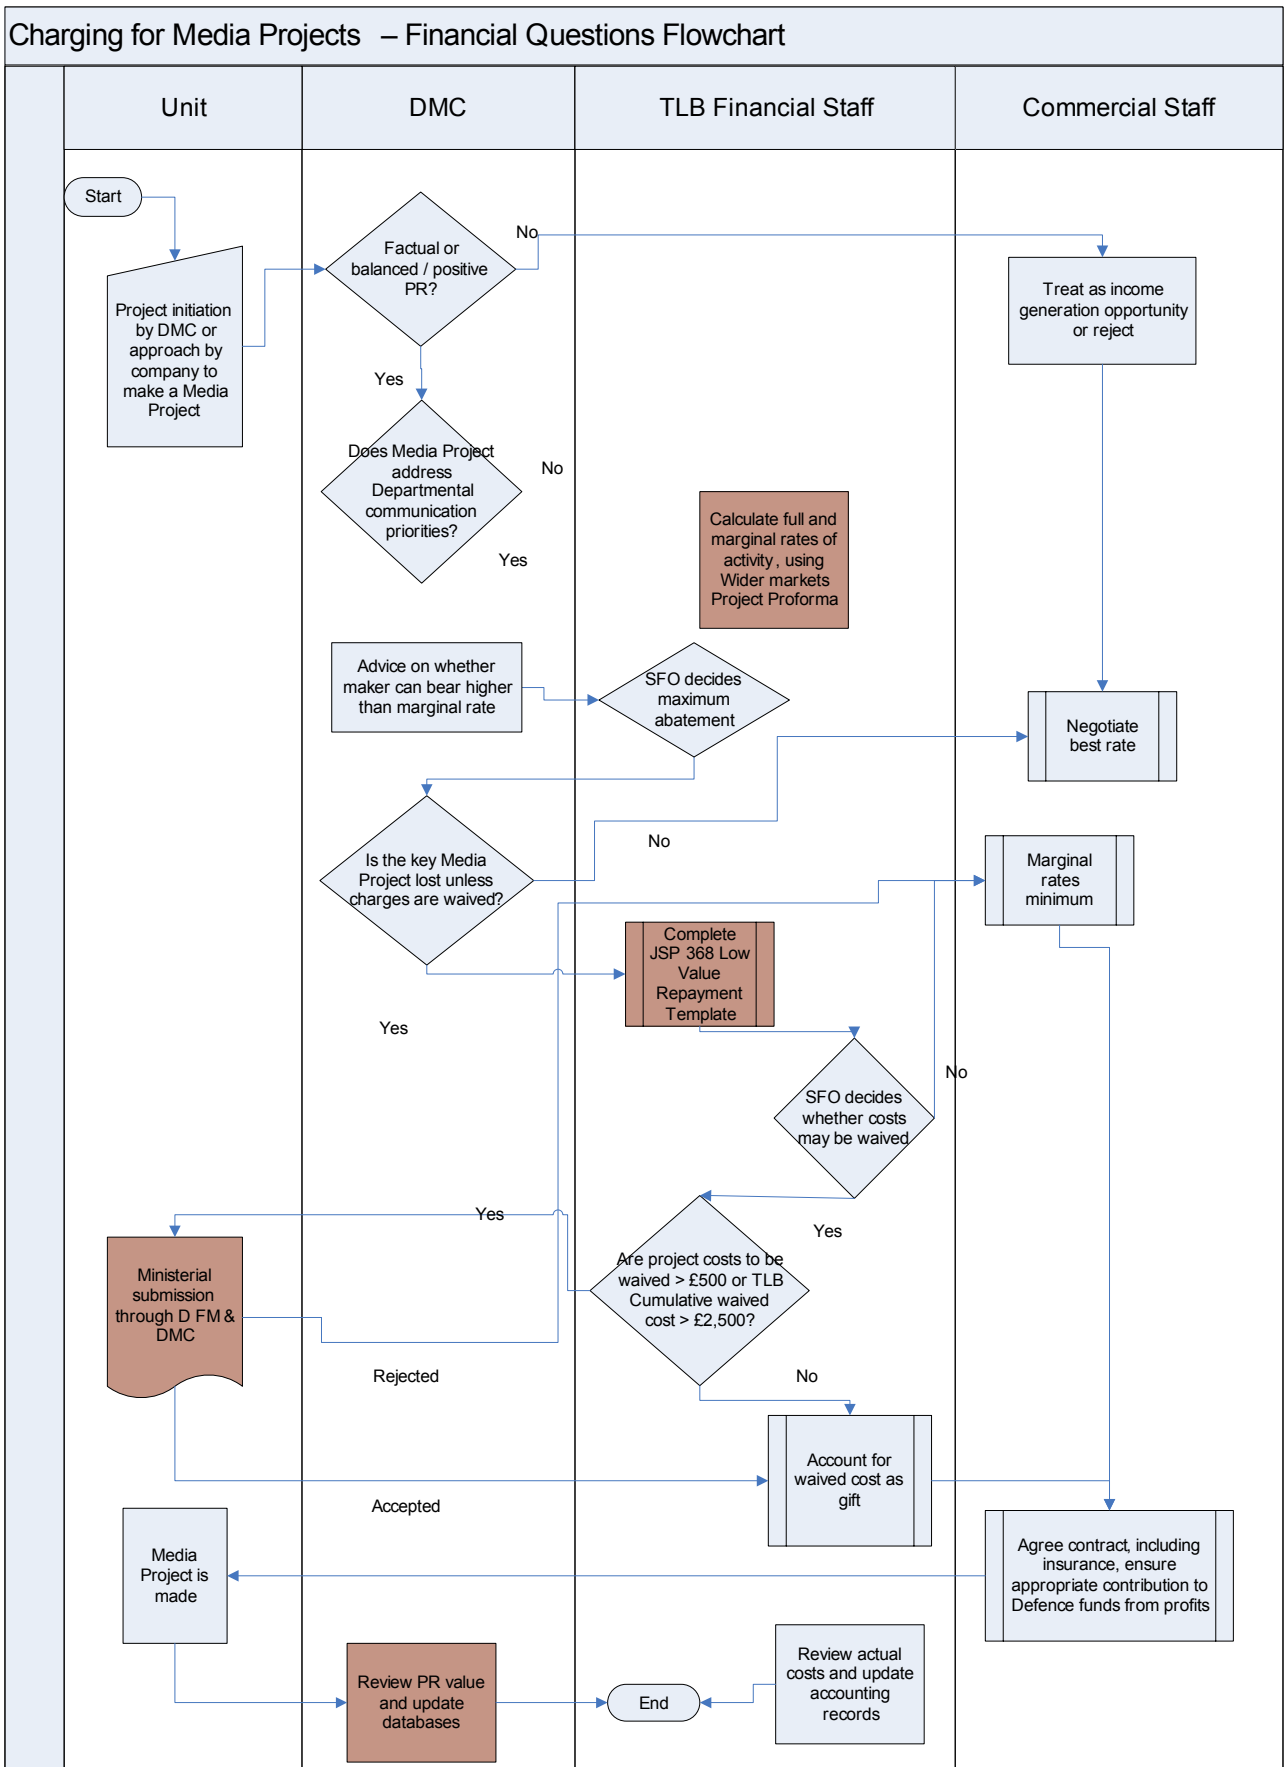 Charging for Media Projects – Financial Questions Flowchart
Unit
DMC
TLB Financial Staff
Commercial Staff
Start
Project initiation
by DMC or
approach by
company to
make a Media
Project
Factual or
balanced / positive
PR?
No
Treat as income
generation opportunity
or reject
Yes
Does Media Project
address
Departmental
communication
priorities?
No
Yes
Calculate full and
marginal rates of
activity, using
Wider markets
Project Proforma
Advice on whether
maker can bear higher
than marginal rate
SFO decides
maximum
abatement
Negotiate
best rate
Is the key Media
Project lost unless
charges are waived?
No
Marginal
rates
minimum
Complete
JSP 368 Low
Value
Repayment
Template
Yes
SFO decides
whether costs
may be waived
No
Yes
Yes
Are project costs to be
waived > £500 or TLB
Cumulative waived
cost > £2,500?
Ministerial
submission
through D FM &
DMC
Rejected
No
Account for
waived cost as
gift
Accepted
Media
Project is
made
Agree contract, including
insurance, ensure
appropriate contribution to
Defence funds from profits
Review PR value
and update
databases
End
Review actual
costs and update
accounting
records